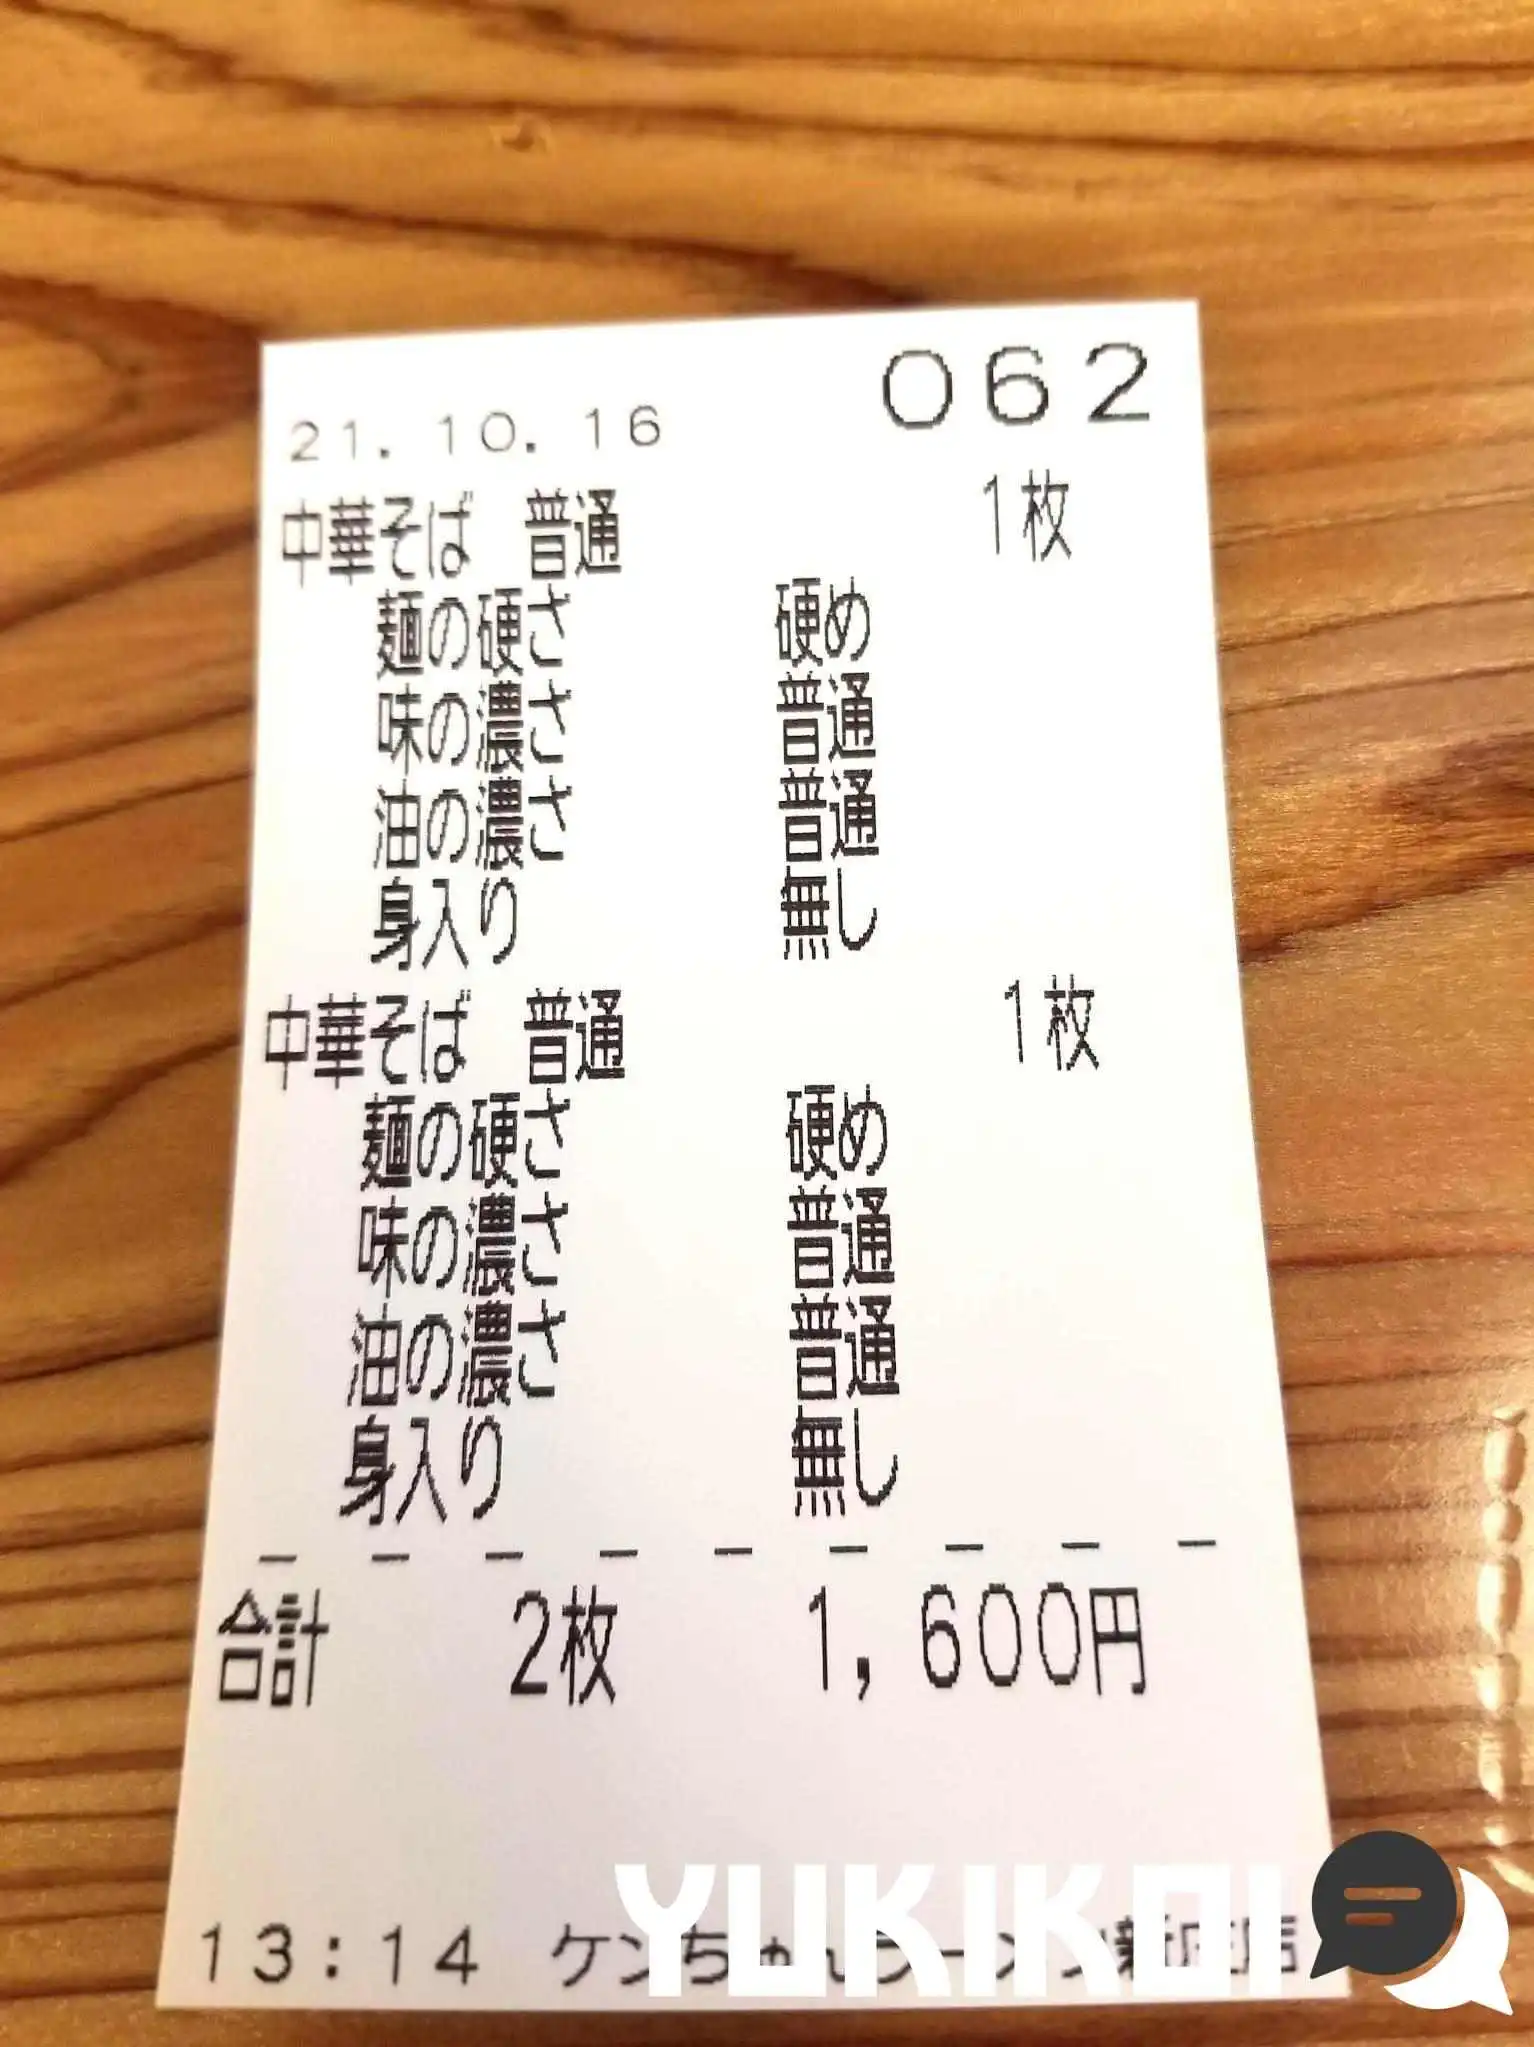 062
21.10.16
中華そば 普通 1枚
麺の硬さ 硬め
味の濃さ 普通
油の濃さ 普通
身入り 無し
中華そば 普通 1枚
麺の硬さ 硬め
味の濃さ 普通
油の濃さ 普通
身入り 無し
合計 2枚 1,600円
13:14 ケンちゃんラーメン新庄店
YUKIKOI